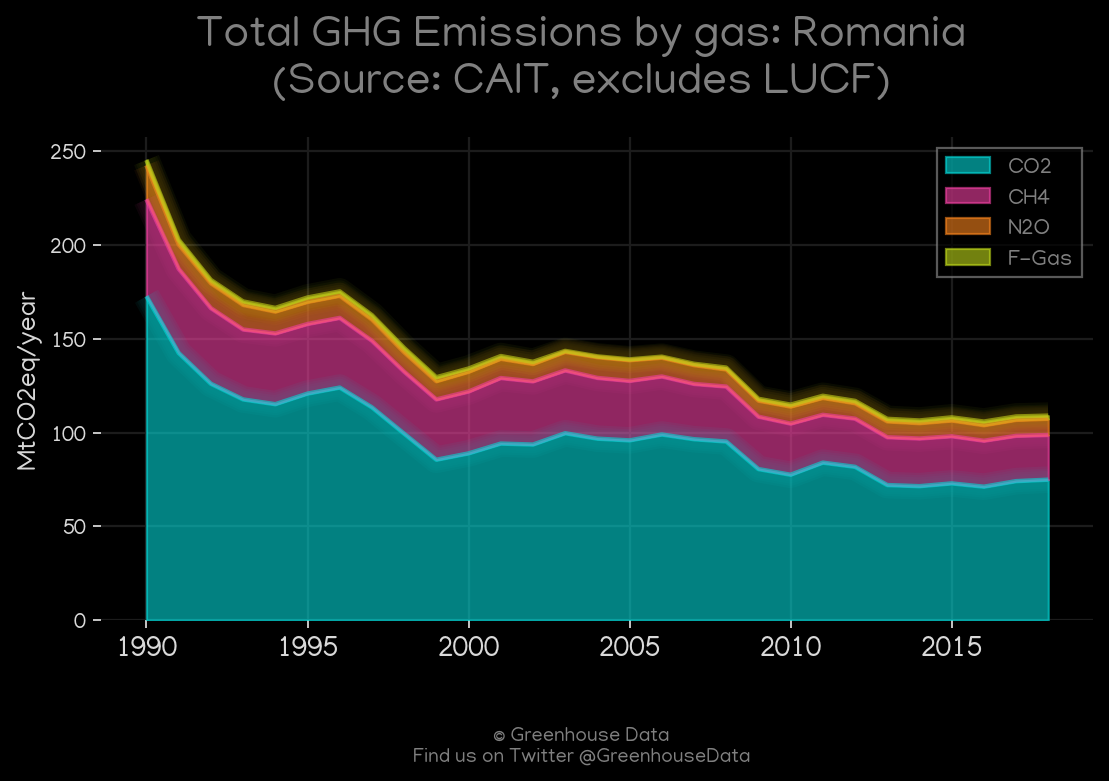 Total GHG Emissions by gas: Romania
(Source: CAIT, excludes LUCF)
CO2
CH4
N2O
F-Gas
MtCO2eq/year
250
200
150
100
50
0
1990 1995 2000 2005 2010 2015
© Greenhouse Data
Find us on Twitter @GreenhouseData